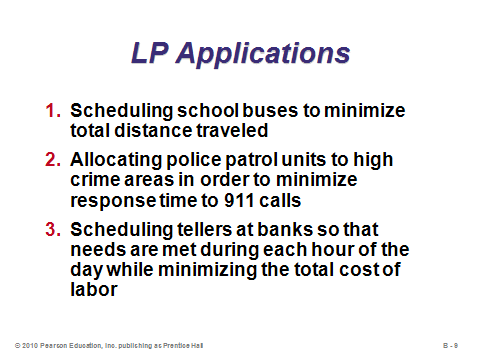 LP Applications
1. Scheduling school buses to minimize
total distance traveled
2. Allocating police patrol units to high
crime areas in order to minimize
response time to 911 calls
3. Scheduling tellers at banks so that
needs are met during each hour of the
day while minimizing the total cost of
labor
© 2010 Pearson Education, Inc. publishing as Prentice Hall B - 9